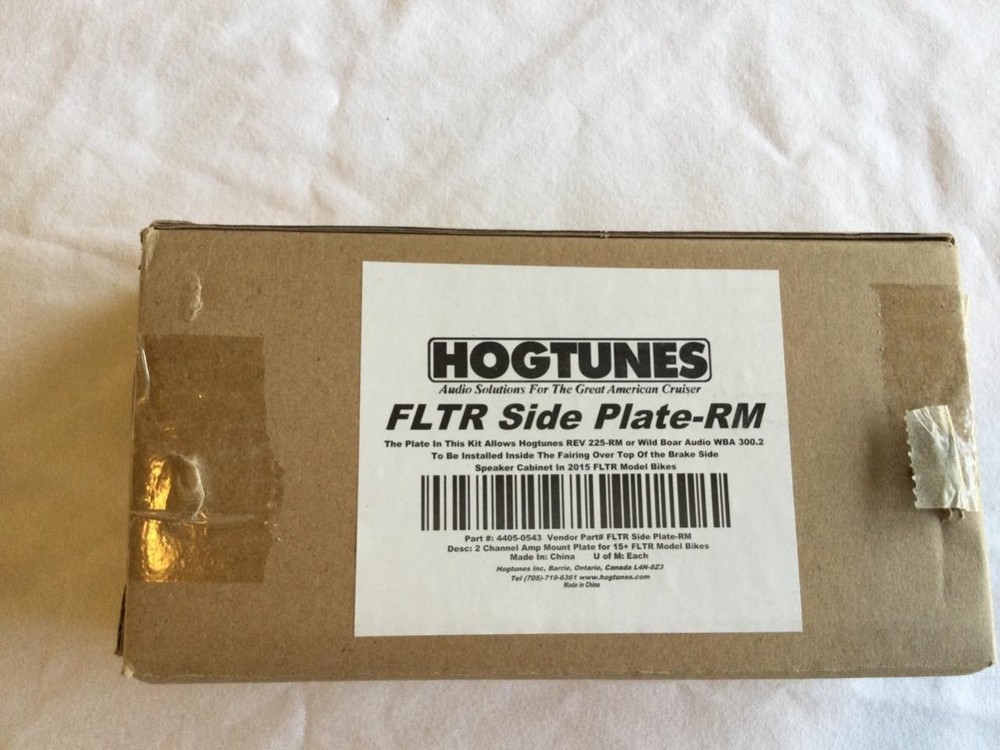 HOGTUNES
Audio Solutions For The Great American Cruiser
FLTR Side Plate-RM
The Plate In This Kit Allows Hogtunes REV 225-RM or Wild Boar Audio WBA 300.2
To Be Installed Inside The Fairing Over Top Of the Brake Side
Speaker Cabinet In 2015 FLTR Model Bikes
Part #: 4405-0543 Vendor Part# FLTR Side Plate-RM
Desc: 2 Channel Amp Mount Plate for 15+ FLTR Model Bikes
Made In: China U of M: Each
Hogtunes Inc, Barrie, Ontario, Canada L4N-8Z3
Tel (705)-719-6361 www.hogtunes.com
Made in China